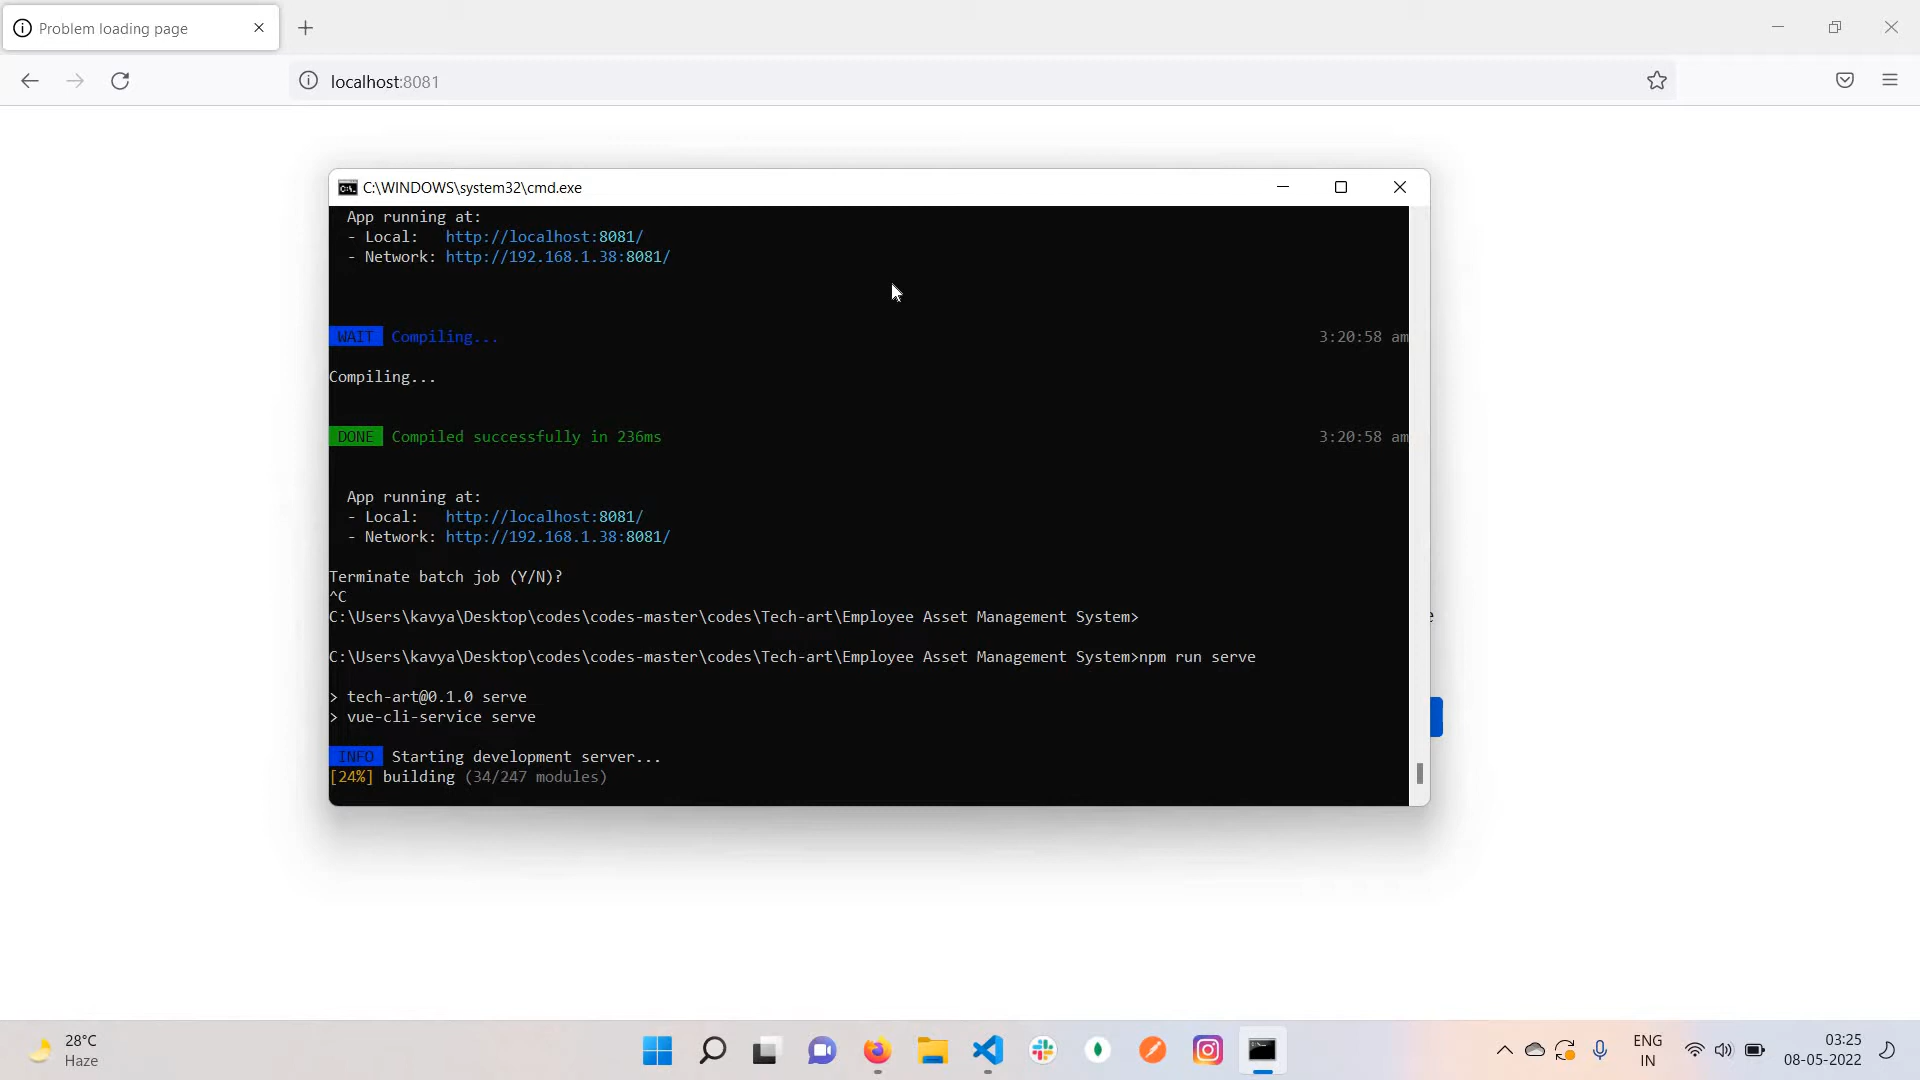 Problem loading page
localhost:8081
C:\WINDOWS\system32\cmd.exe
App running at:
- Local: http://localhost:8081/
- Network: http://192.168.1.38:8081/
WAIT Compiling... 3:20:58 am
Compiling...
DONE Compiled successfully in 236ms 3:20:58 am
App running at:
- Local: http://localhost:8081/
- Network: http://192.168.1.38:8081/
Terminate batch job (Y/N)?
^C
C:\Users\kavya\Desktop\codes\codes-master\codes\Tech-art\Employee Asset Management System>
C:\Users\kavya\Desktop\codes\codes-master\codes\Tech-art\Employee Asset Management System>npm run serve
> tech-art@0.1.0 serve
> vue-cli-service serve
INFO Starting development server...
[24%] building (34/247 modules)
28°C
Haze
ENG
IN
03:25
08-05-2022